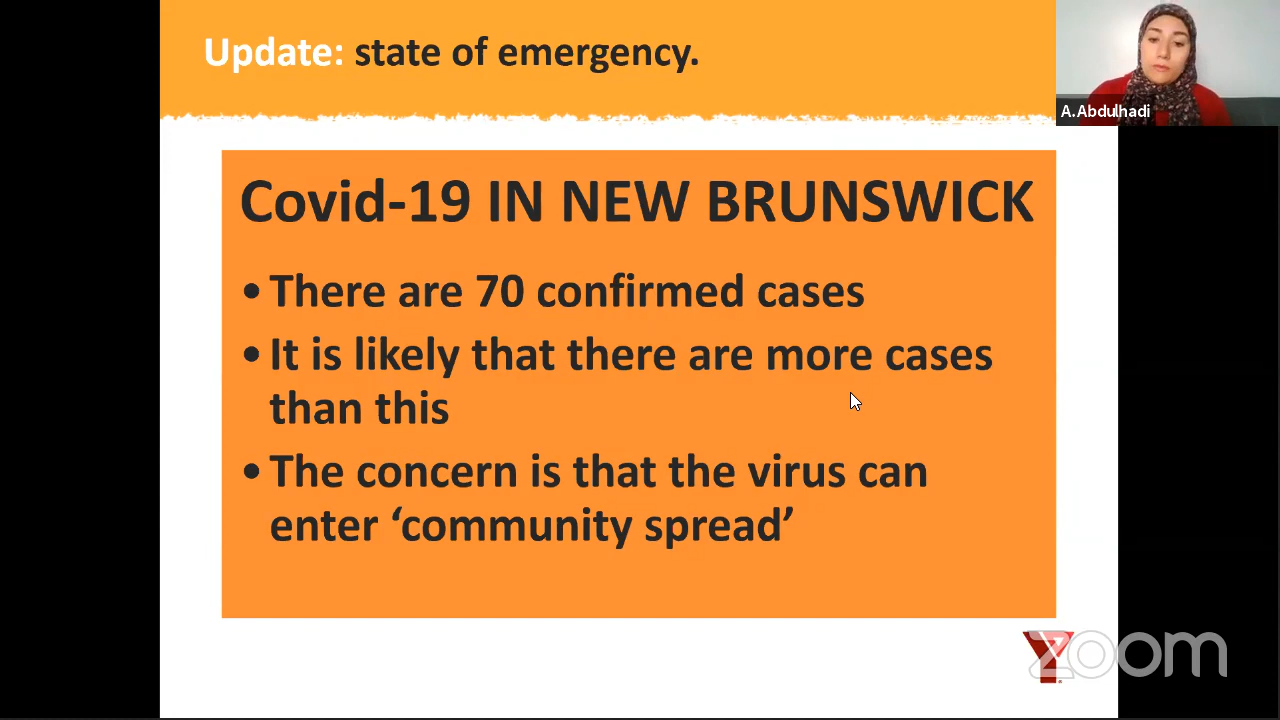 Update: state of emergency.
A.Abdulhadi
Covid-19 IN NEW BRUNSWICK
• There are 70 confirmed cases
• It is likely that there are more cases
than this
• The concern is that the virus can
enter ‘community spread’
zoom